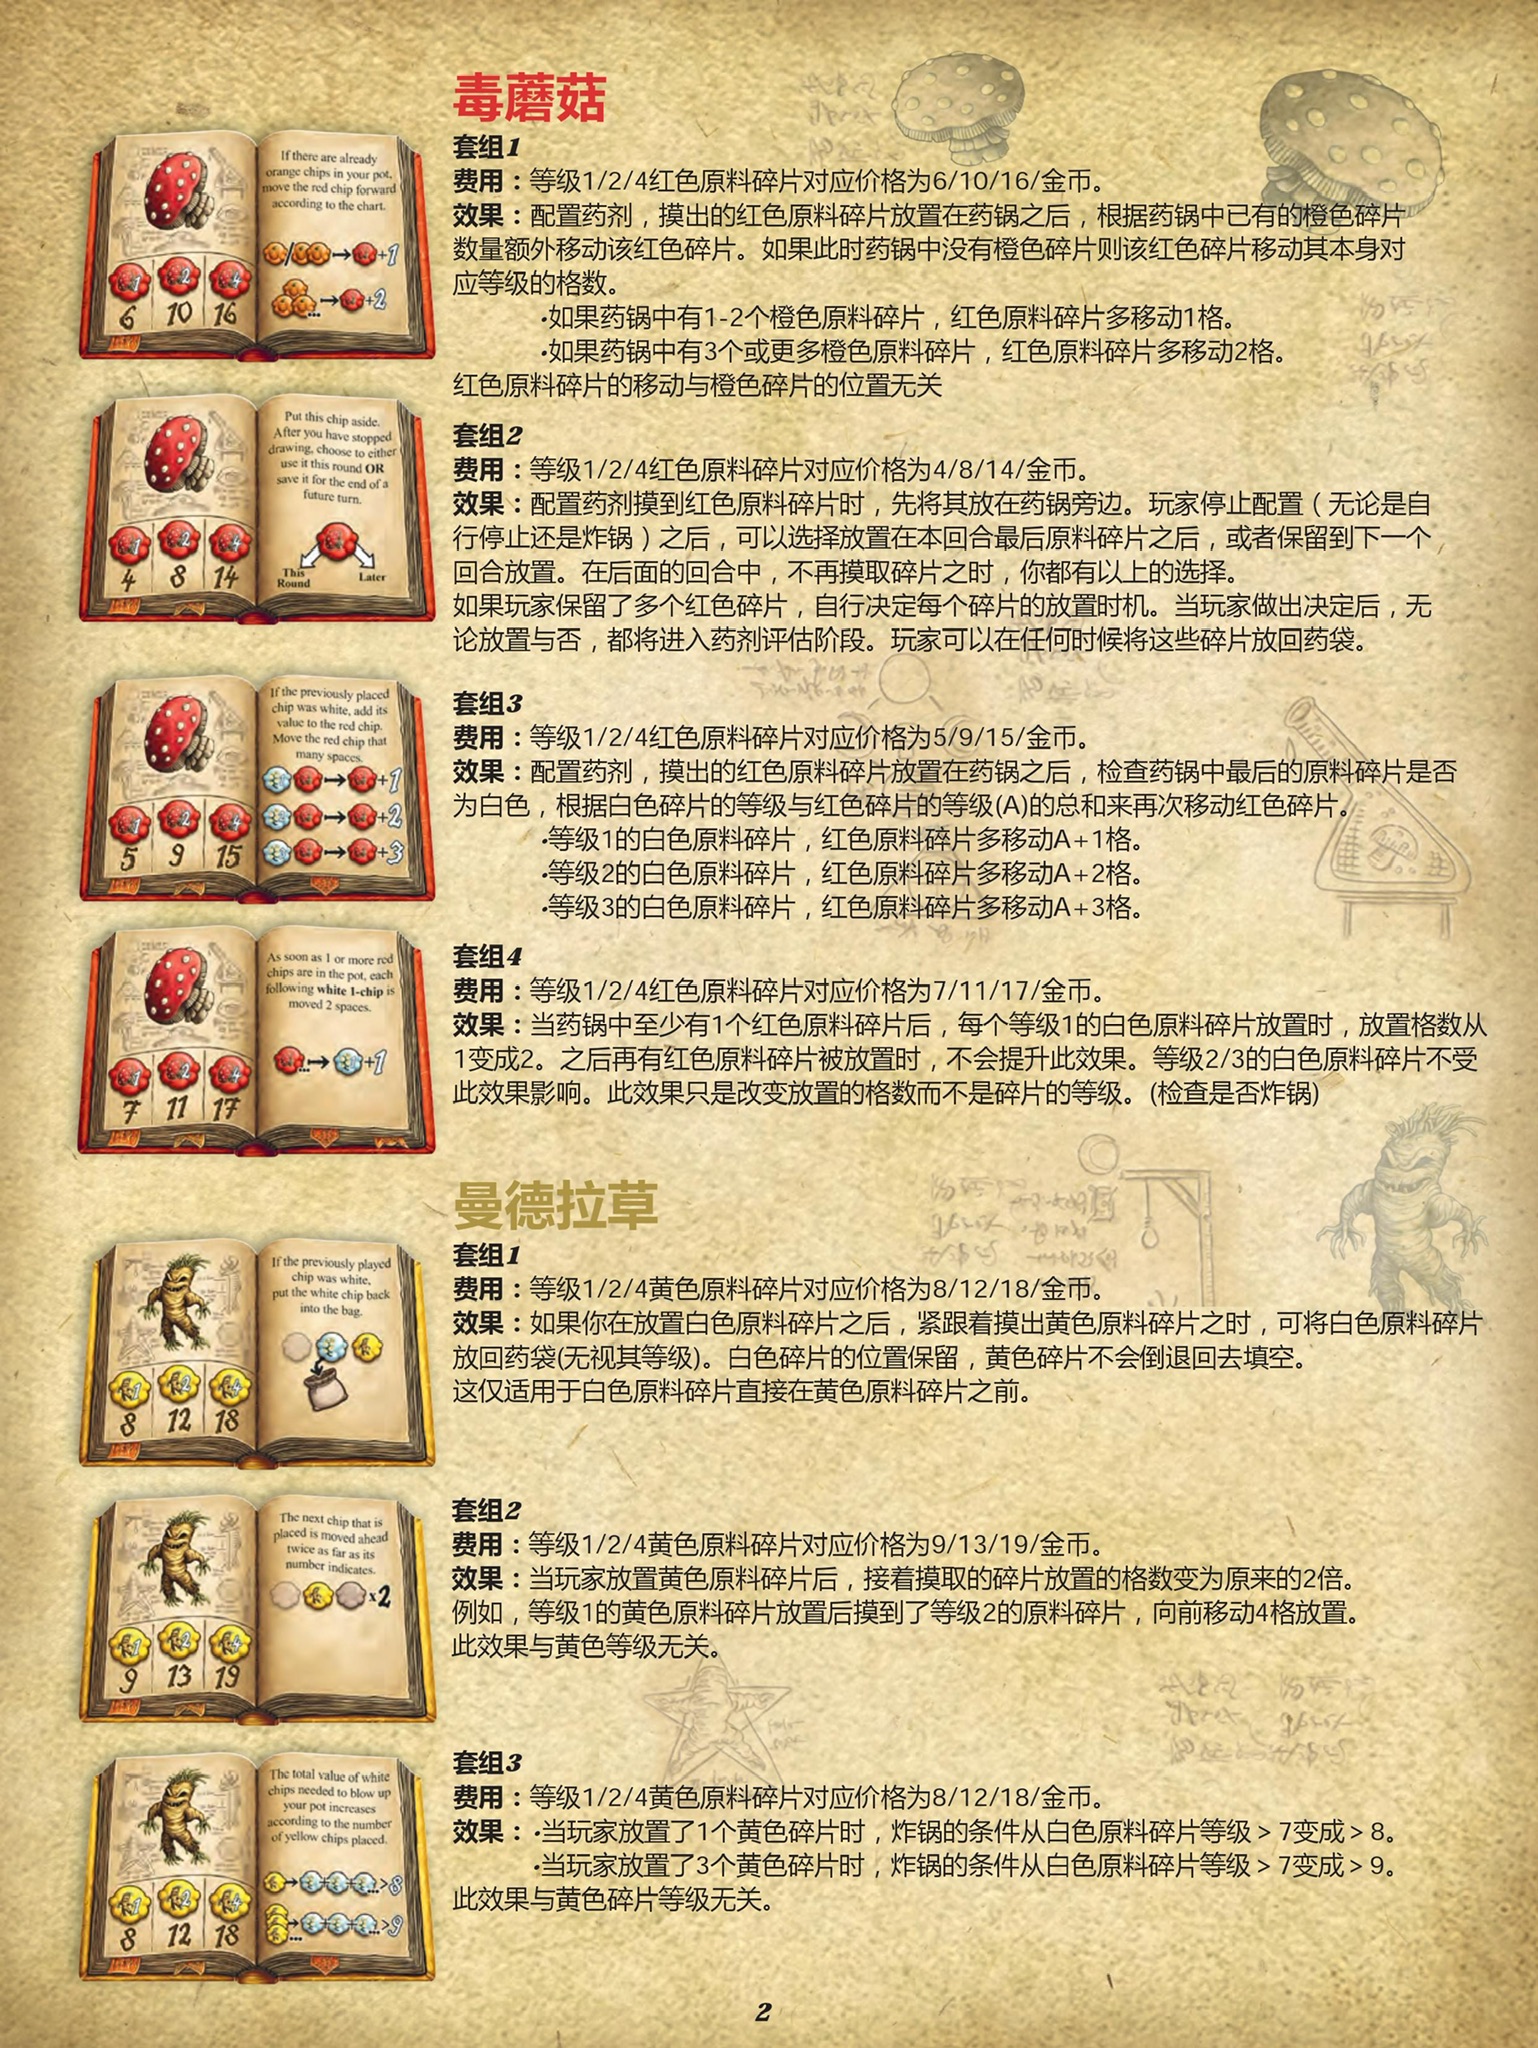 毒蘑菇
If there are already
orange chips in your pot,
move the red chip forward
according to the chart.
/ +1
... +2
1 2 4
6 10 16
套组1
费用：等级1/2/4红色原料碎片对应价格为6/10/16/金币。
效果：配置药剂，摸出的红色原料碎片放置在药锅之后，根据药锅中已有的橙色碎片
数量额外移动该红色碎片。如果此时药锅中没有橙色碎片则该红色碎片移动其本身对
应等级的格数。
·如果药锅中有1-2个橙色原料碎片，红色原料碎片多移动1格。
·如果药锅中有3个或更多橙色原料碎片，红色原料碎片多移动2格。
红色原料碎片的移动与橙色碎片的位置无关
Put this chip aside.
After you have stopped
drawing, choose to either
use it this round OR
save it for the end of a
future turn.
This
Round
Later
1 2 4
4 8 14
套组2
费用：等级1/2/4红色原料碎片对应价格为4/8/14/金币。
效果：配置药剂摸到红色原料碎片时，先将其放在药锅旁边。玩家停止配置（无论是自
行停止还是炸锅）之后，可以选择放置在本回合最后原料碎片之后，或者保留到下一个
回合放置。在后面的回合中，不再摸取碎片之时，你都有以上的选择。
如果玩家保留了多个红色碎片，自行决定每个碎片的放置时机。当玩家做出决定后，无
论放置与否，都将进入药剂评估阶段。玩家可以在任何时候将这些碎片放回药袋。
If the previously placed
chip was white, add its
value to the red chip.
Move the red chip that
many spaces.
+1
+2
+3
1 2 4
5 9 15
套组3
费用：等级1/2/4红色原料碎片对应价格为5/9/15/金币。
效果：配置药剂，摸出的红色原料碎片放置在药锅之后，检查药锅中最后的原料碎片是否
为白色，根据白色碎片的等级与红色碎片的等级(A)的总和来再次移动红色碎片。
·等级1的白色原料碎片，红色原料碎片多移动A+1格。
·等级2的白色原料碎片，红色原料碎片多移动A+2格。
·等级3的白色原料碎片，红色原料碎片多移动A+3格。
As soon as 1 or more red
chips are in the pot, each
following white 1-chip is
moved 2 spaces.
... +1
1 2 4
7 11 17
套组4
费用：等级1/2/4红色原料碎片对应价格为7/11/17/金币。
效果：当药锅中至少有1个红色原料碎片后，每个等级1的白色原料碎片放置时，放置格数从
1变成2。之后再有红色原料碎片被放置时，不会提升此效果。等级2/3的白色原料碎片不受
此效果影响。此效果只是改变放置的格数而不是碎片的等级。(检查是否炸锅)
曼德拉草
If the previously played
chip was white,
put the white chip back
into the bag.
1 2 4
8 12 18
套组1
费用：等级1/2/4黄色原料碎片对应价格为8/12/18/金币。
效果：如果你在放置白色原料碎片之后，紧跟着摸出黄色原料碎片之时，可将白色原料碎片
放回药袋(无视其等级)。白色碎片的位置保留，黄色碎片不会倒退回去填空。
这仅适用于白色原料碎片直接在黄色原料碎片之前。
The next chip that is
placed is moved ahead
twice as far as its
number indicates.
x2
1 2 4
9 13 19
套组2
费用：等级1/2/4黄色原料碎片对应价格为9/13/19/金币。
效果：当玩家放置黄色原料碎片后，接着摸取的碎片放置的格数变为原来的2倍。
例如，等级1的黄色原料碎片放置后摸到了等级2的原料碎片，向前移动4格放置。
此效果与黄色等级无关。
The total value of white
chips needed to blow up
your pot increases
according to the number
of yellow chips placed.
+ + ... >8
... + + ... >9
1 2 4
8 12 18
套组3
费用：等级1/2/4黄色原料碎片对应价格为8/12/18/金币。
效果：·当玩家放置了1个黄色碎片时，炸锅的条件从白色原料碎片等级＞7变成＞8。
·当玩家放置了3个黄色碎片时，炸锅的条件从白色原料碎片等级＞7变成＞9。
此效果与黄色碎片等级无关。
2